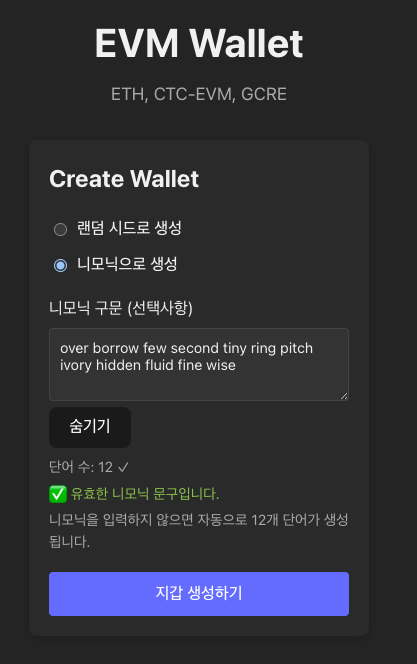 EVM Wallet
ETH, CTC-EVM, GCRE
Create Wallet
랜덤 시드로 생성
니모닉으로 생성
니모닉 구문 (선택사항)
over borrow few second tiny ring pitch
ivory hidden fluid fine wise
숨기기
단어 수: 12 ✓
✅ 유효한 니모닉 문구입니다.
니모닉을 입력하지 않으면 자동으로 12개 단어가 생성
됩니다.
지갑 생성하기